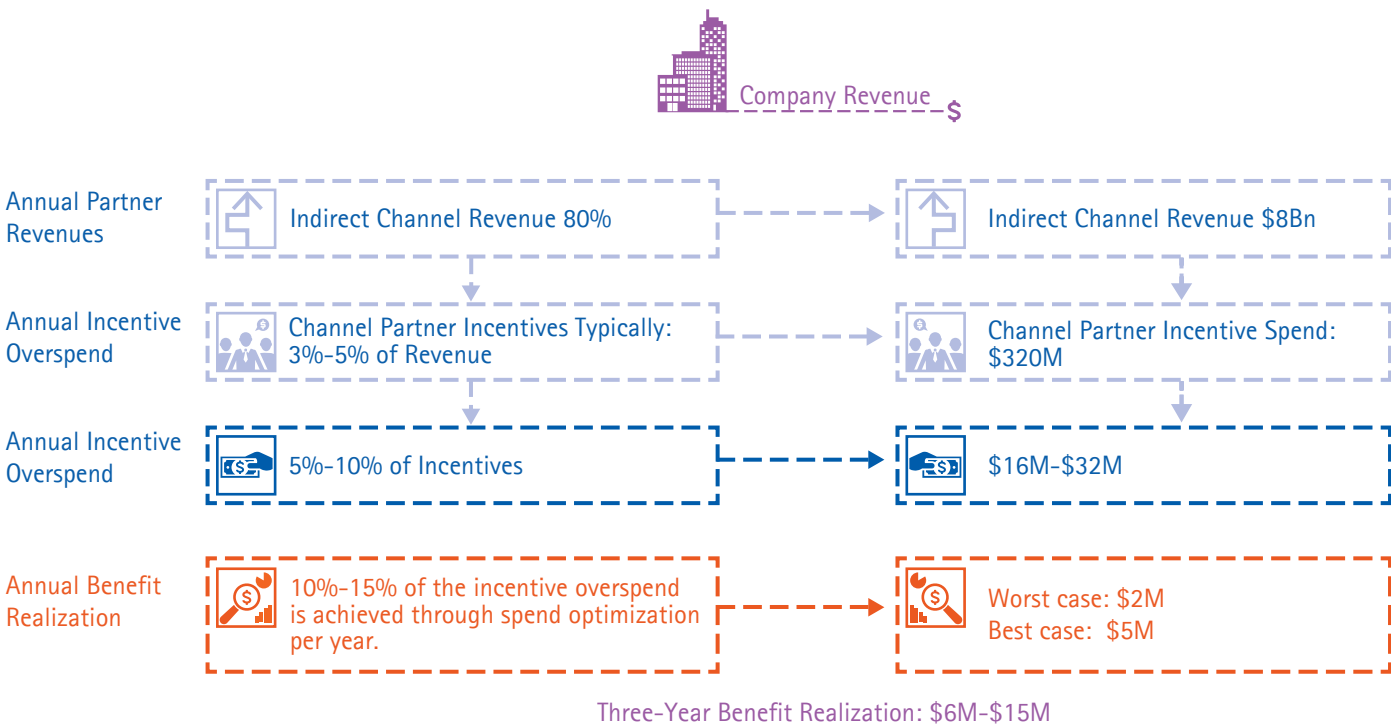 Company Revenue
$
Annual Partner
Revenues
Indirect Channel Revenue 80%
Indirect Channel Revenue $8Bn
Annual Incentive
Overspend
Channel Partner Incentives Typically:
3%-5% of Revenue
Channel Partner Incentive Spend:
$320M
Annual Incentive
Overspend
5%-10% of Incentives
$16M-$32M
Annual Benefit
Realization
10%-15% of the incentive overspend
is achieved through spend optimization
per year.
Worst case: $2M
Best case: $5M
Three-Year Benefit Realization: $6M-$15M